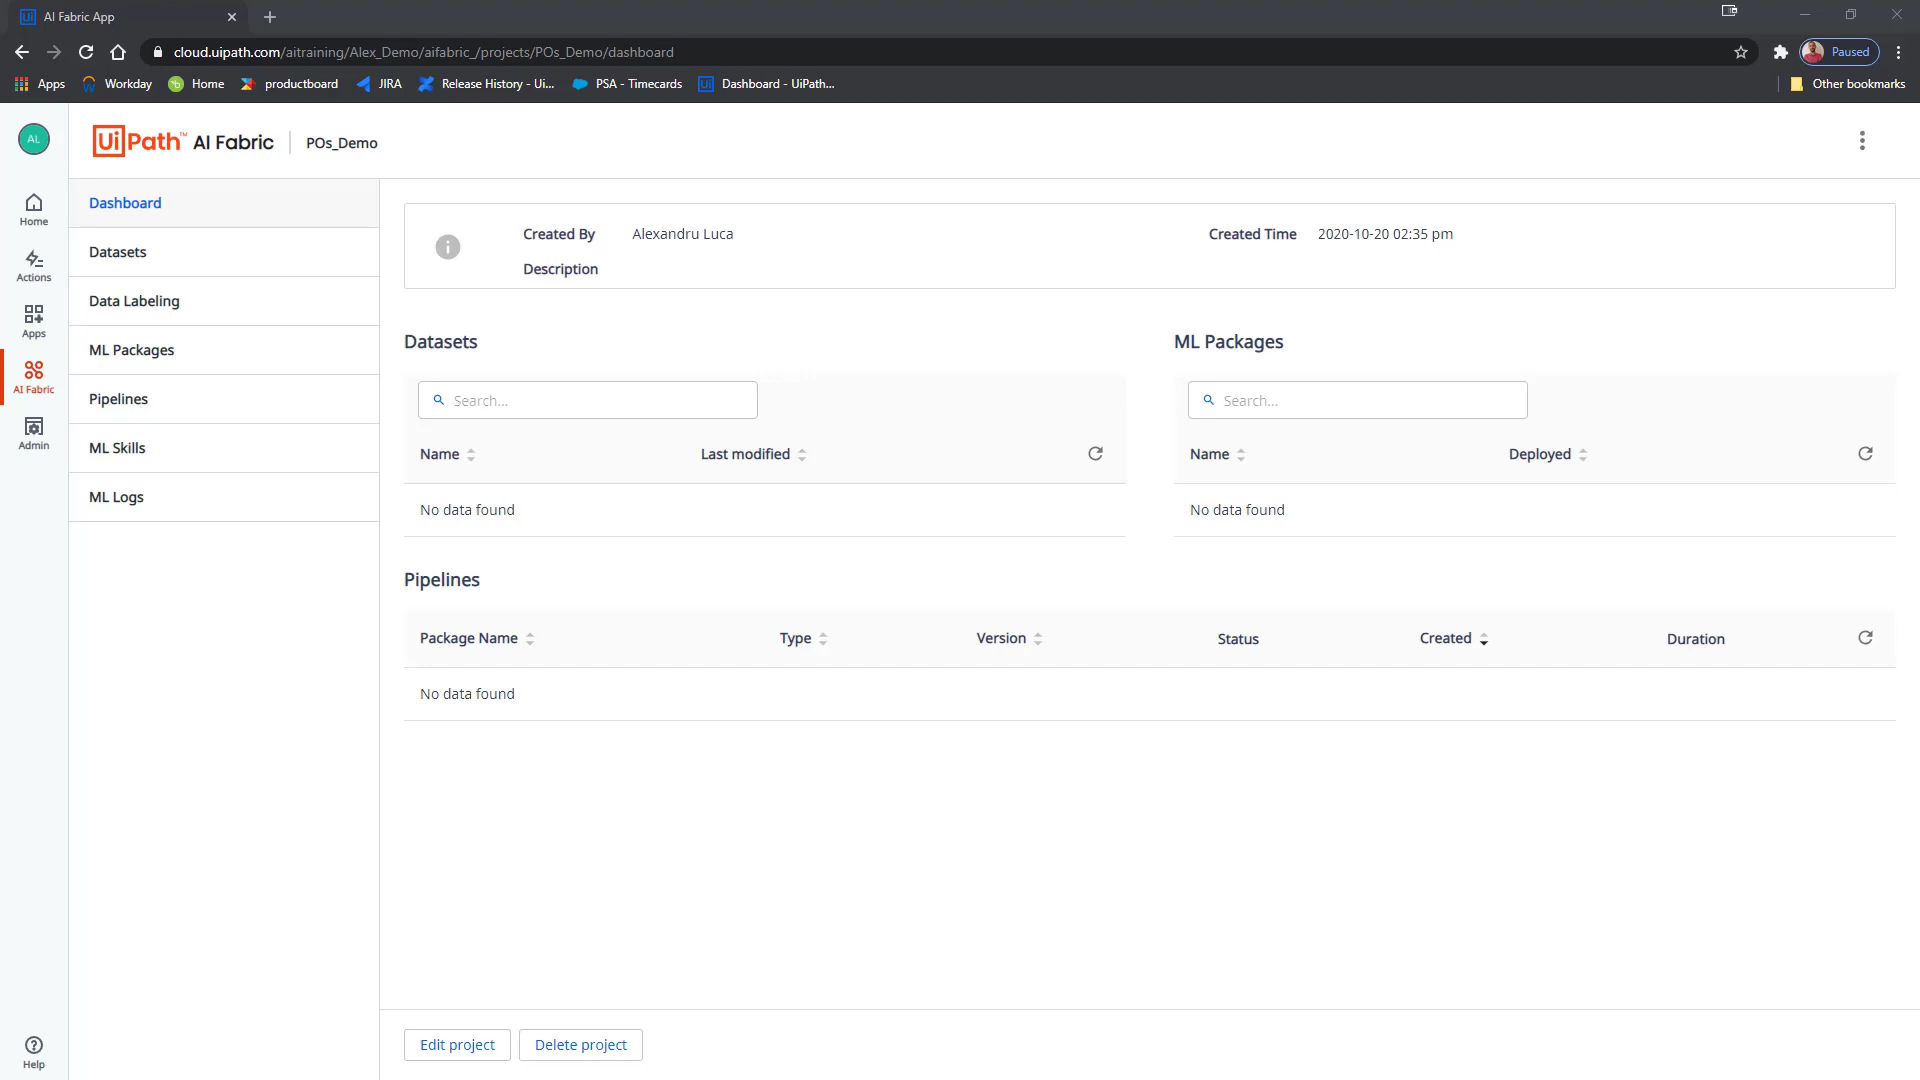 AI Fabric App
cloud.uipath.com/aitraining/Alex_Demo/aifabric_/projects/POs_Demo/dashboard
Paused
Apps
Workday
Home
productboard
JIRA
Release History - Ui...
PSA - Timecards
Dashboard - UiPath...
Other bookmarks
AL
UiPath™ AI Fabric
POs_Demo
Home
Actions
Apps
AI Fabric
Admin
Help
Dashboard
Datasets
Data Labeling
ML Packages
Pipelines
ML Skills
ML Logs
Created By Alexandru Luca
Created Time 2020-10-20 02:35 pm
Description
Datasets
Search...
Name Last modified
No data found
ML Packages
Search...
Name Deployed
No data found
Pipelines
Package Name Type Version Status Created Duration
No data found
Edit project
Delete project